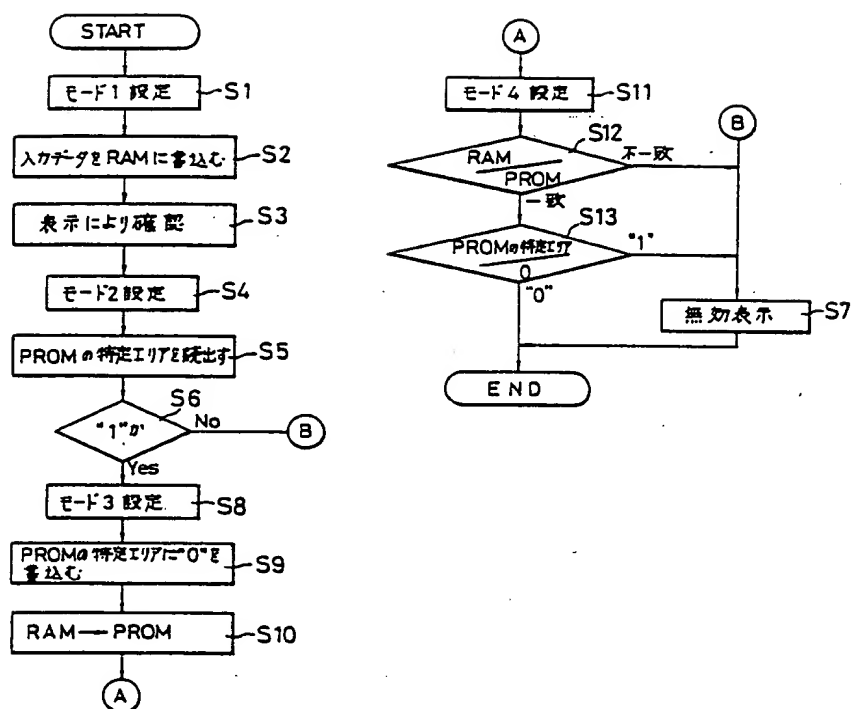 START
モード1設定 S1
入力データをRAMに書込む S2
表示により確認 S3
モード2設定 S4
PROMの特定エリアを読出す S5
S6
"1"か No B
Yes
モード3設定 S8
PROMの特定エリアに"0"を
書込む S9
RAM PROM S10
A
A
モード4設定 S11
B
S12
RAM 不一致
PROM
一致
S13
PROMの特定エリア "1"
0
"0"
無効表示 S7
END